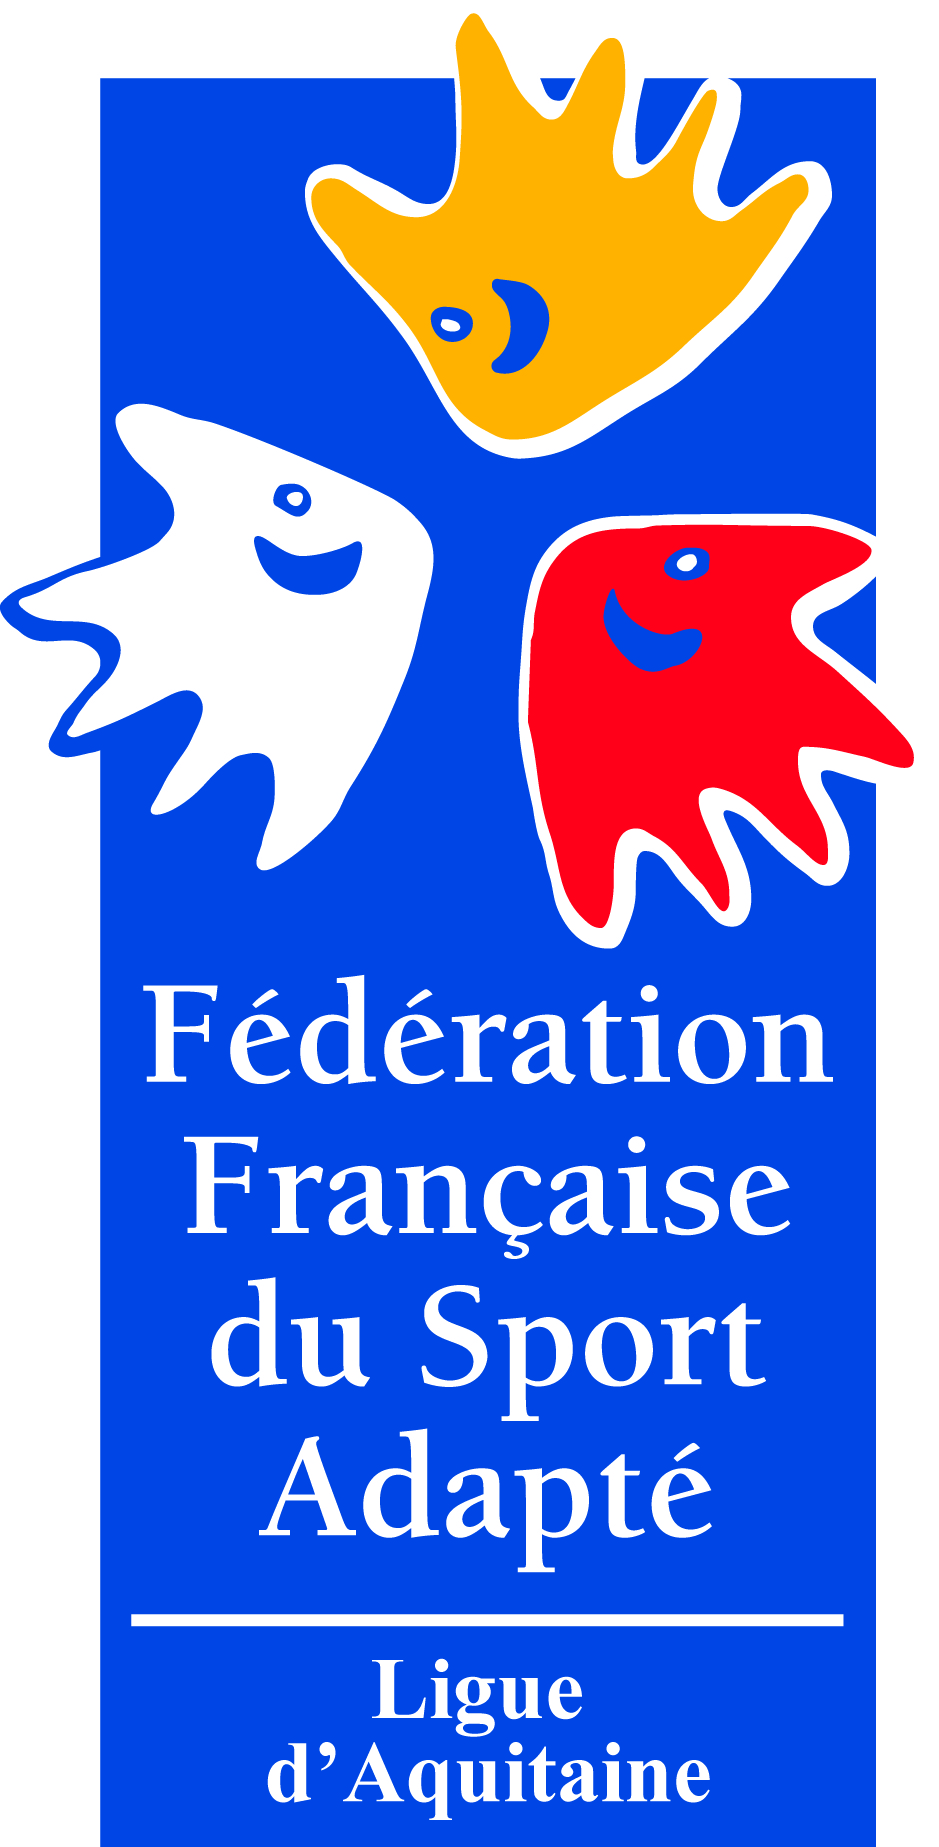 Fédération
Française
du Sport
Adapté
Ligue
d’Aquitaine